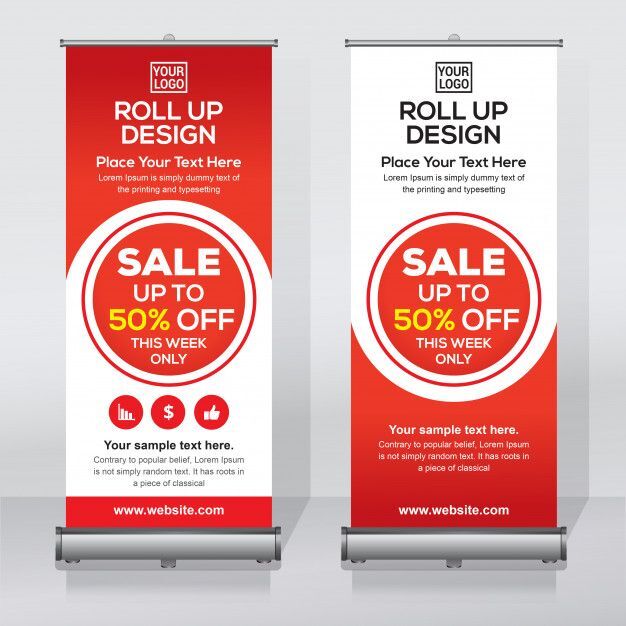 YOUR
LOGO
ROLL UP
DESIGN
Place Your Text Here
Lorem Ipsum is simply dummy text of
the printing and typesetting
SALE
UP TO
50% OFF
THIS WEEK
ONLY
Your sample text here.
Contrary to popular belief, Lorem Ipsum is not
simply random text. It has roots in a piece of
classical
www.website.com
YOUR
LOGO
ROLL UP
DESIGN
Place Your Text Here
Lorem Ipsum is simply dummy text of
the printing and typesetting
SALE
UP TO
50% OFF
THIS WEEK
ONLY
Your sample text here.
Contrary to popular belief, Lorem Ipsum is not
simply random text. It has roots in a piece of
classical
www.website.com